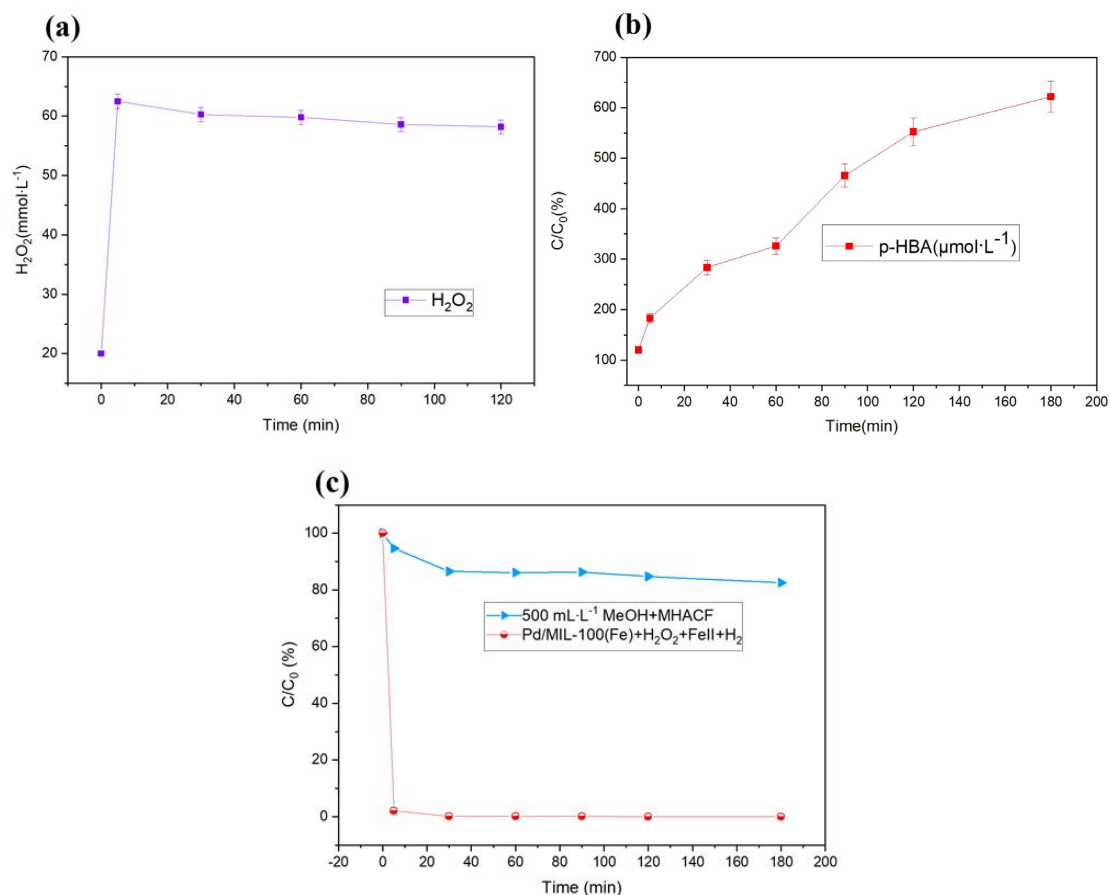 (a)
70
60
50
40
30
20
H₂O₂(mmol·L⁻¹)
H₂O₂
0 20 40 60 80 100 120
Time (min)
(b)
700
600
500
400
300
200
100
C/C₀(%)
p-HBA(μmol·L⁻¹)
0 20 40 60 80 100 120 140 160 180 200
Time(min)
(c)
100
80
60
40
20
0
C/C₀ (%)
500 mL·L⁻¹ MeOH+MHACF
Pd/MIL-100(Fe)+H₂O₂+FeII+H₂
-20 0 20 40 60 80 100 120 140 160 180 200
Time (min)